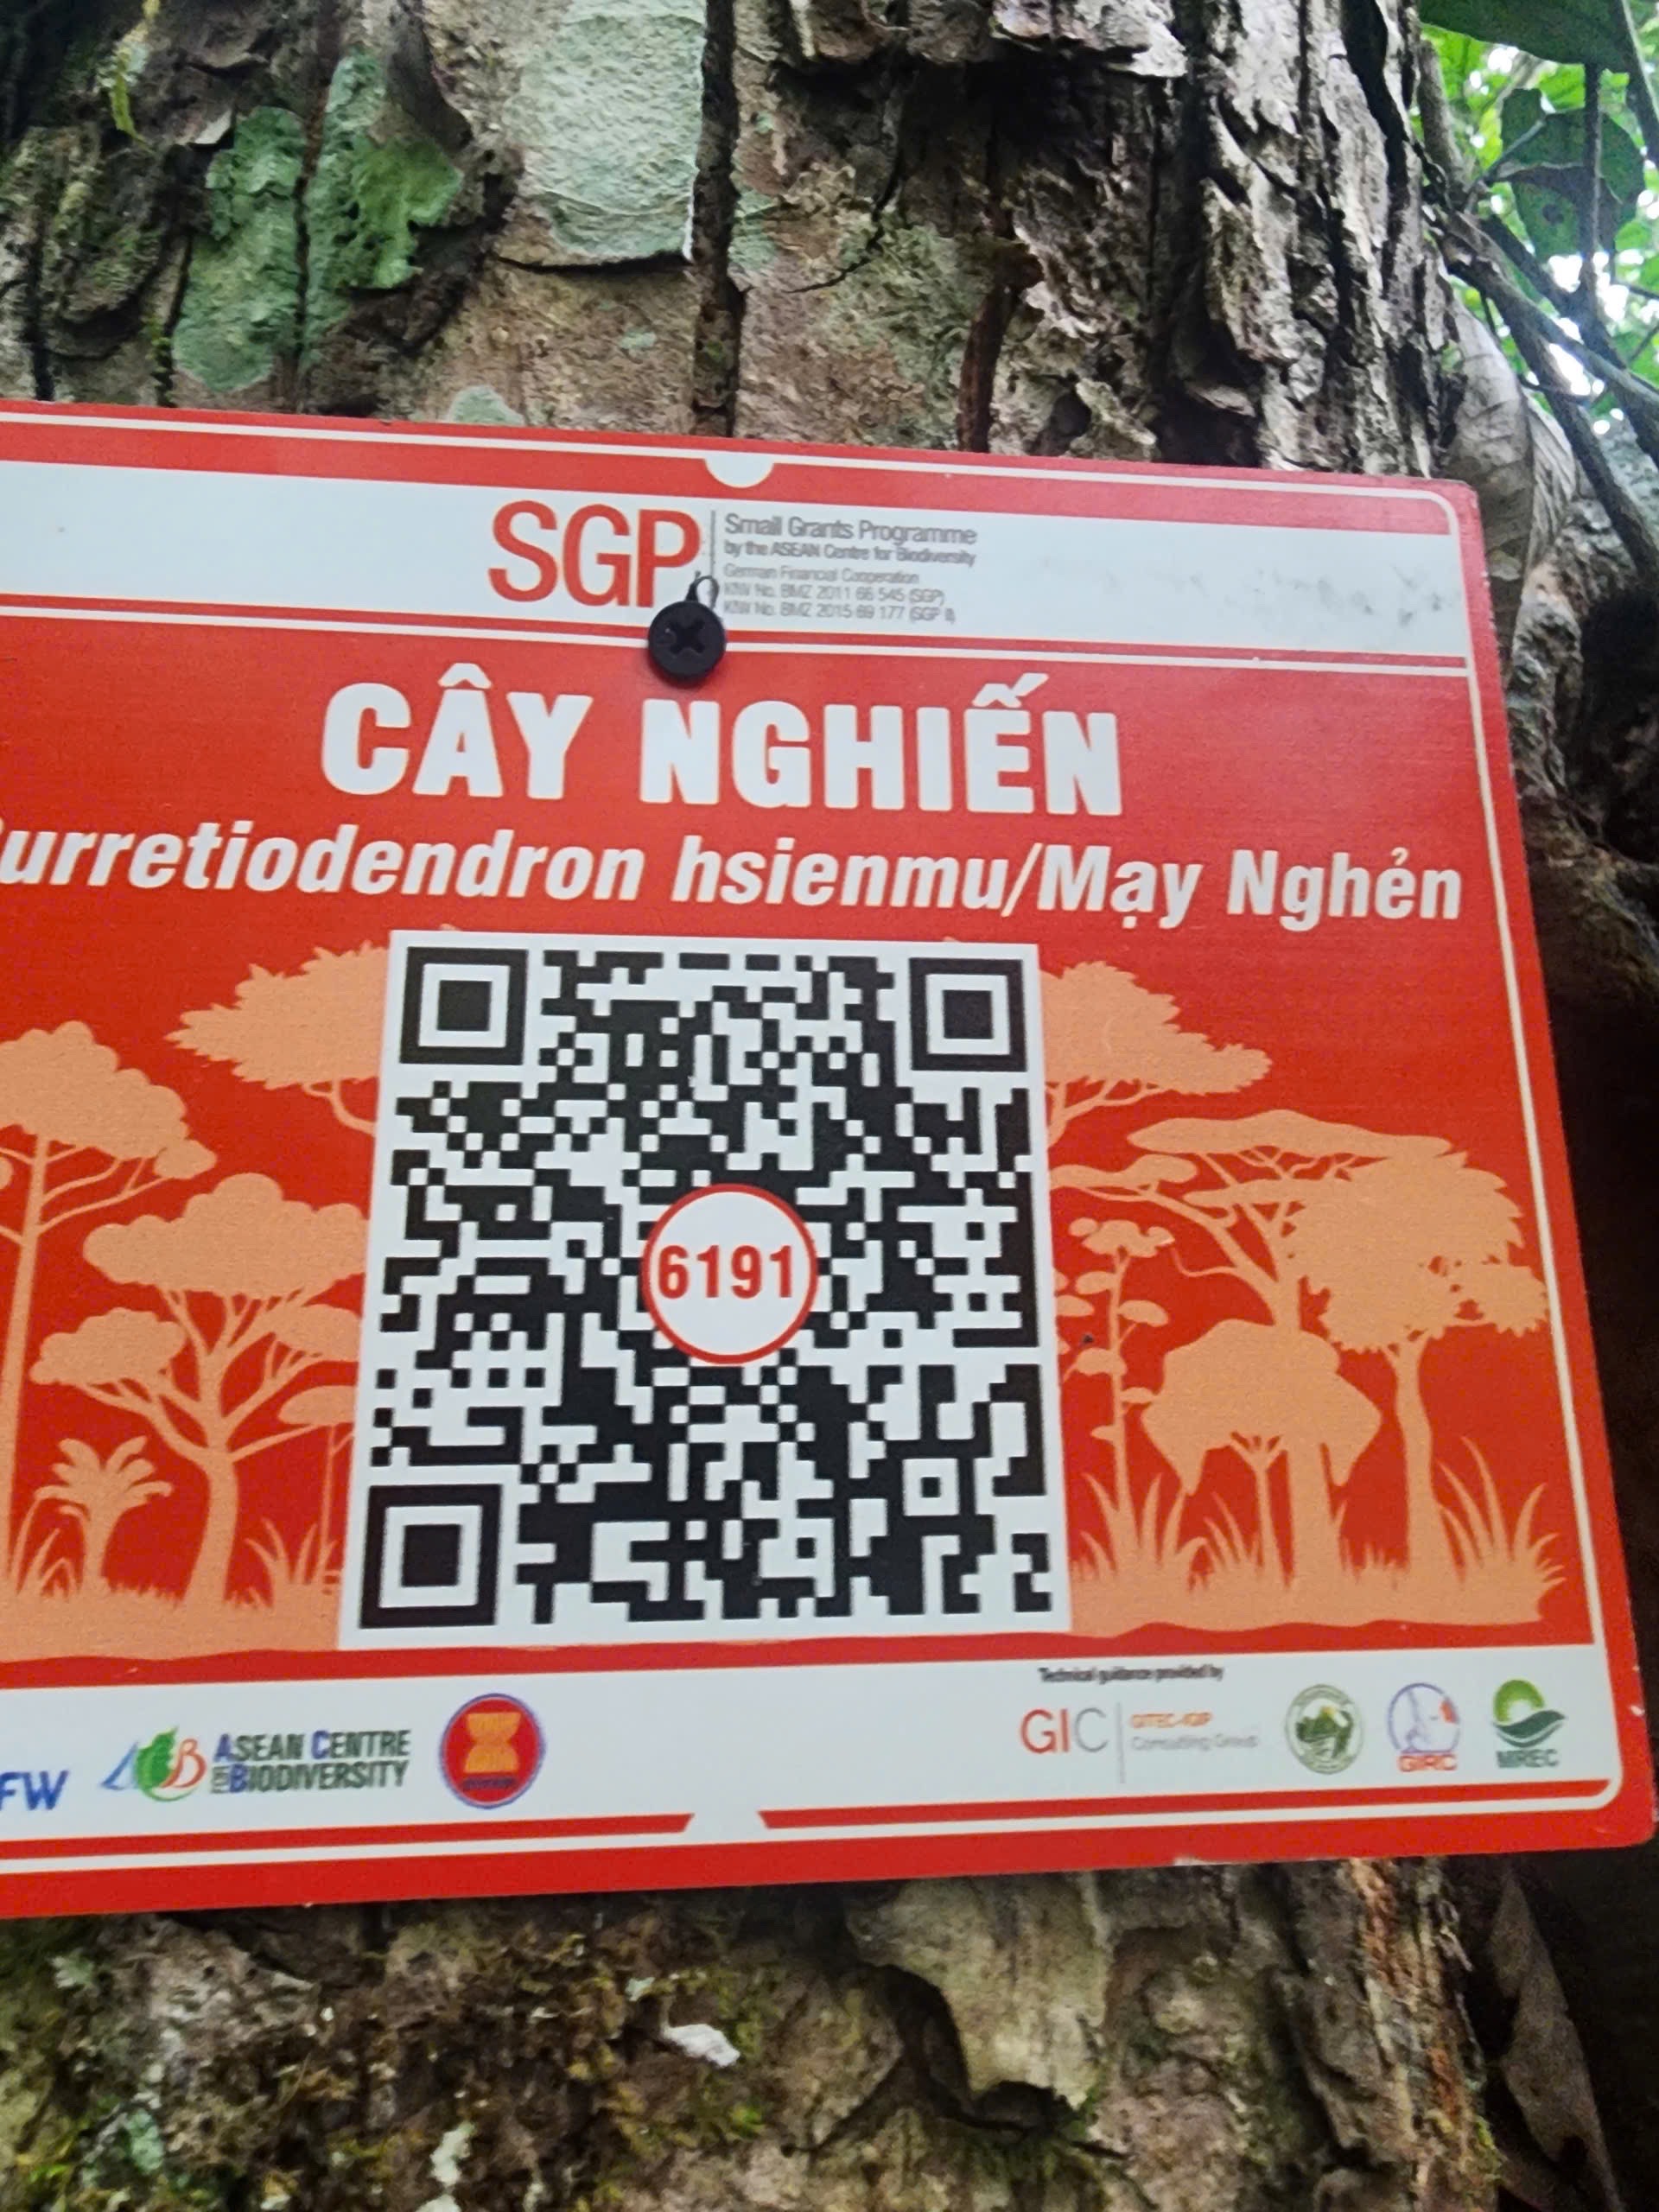 SGP
Small Grants Programme
by the ASEAN Centre for Biodiversity
German Financial Cooperation
KfW No. BMZ 2011 66 545 (SGP)
KfW No. BMZ 2015 69 177 (SGP II)
CÂY NGHIẾN
urretiodendron hsienmu/Mạy Nghẻn
6191
FW
ACB ASEAN CENTRE
FOR BIODIVERSITY
Technical guidance provided by
GIC
GITEC-IGIP
Consulting Group
GIRC
MREC